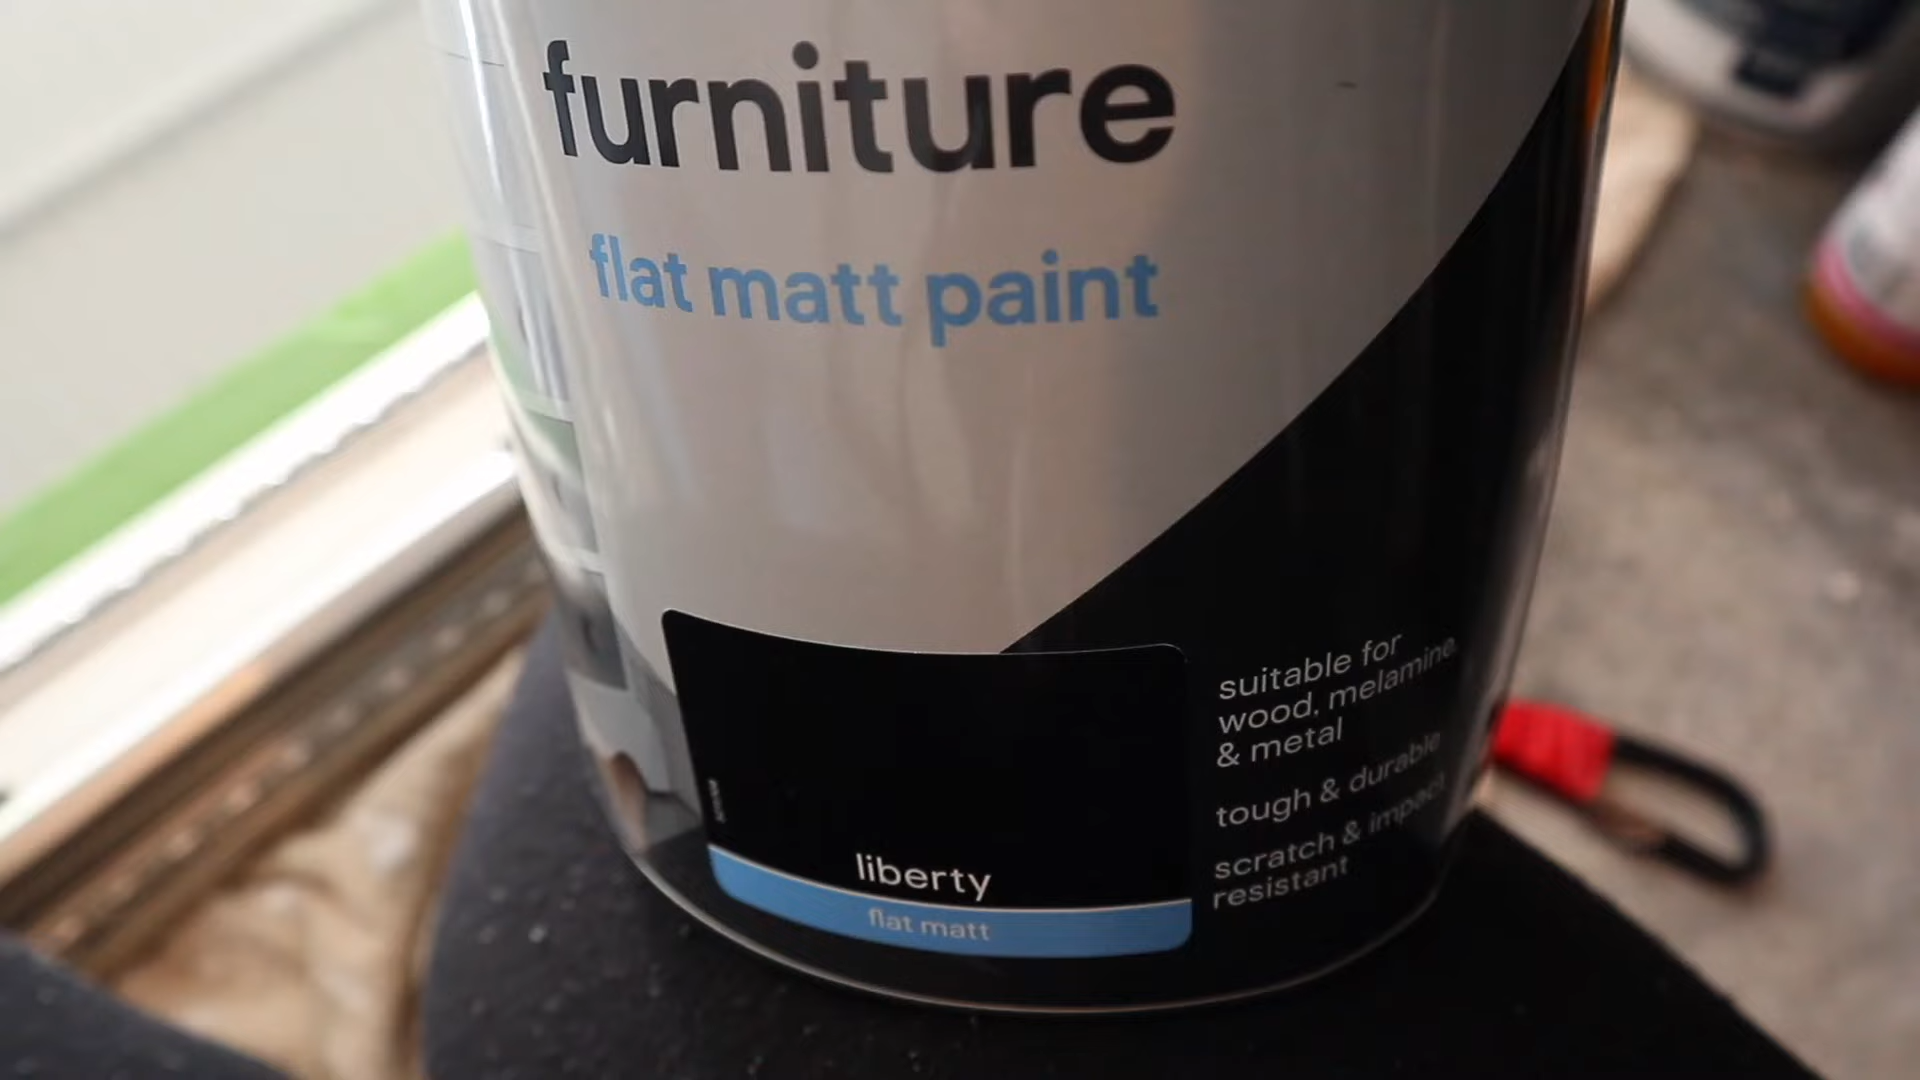 furniture
flat matt paint
suitable for
wood, melamine,
& metal
tough & durable
scratch & impact
resistant
liberty
flat matt